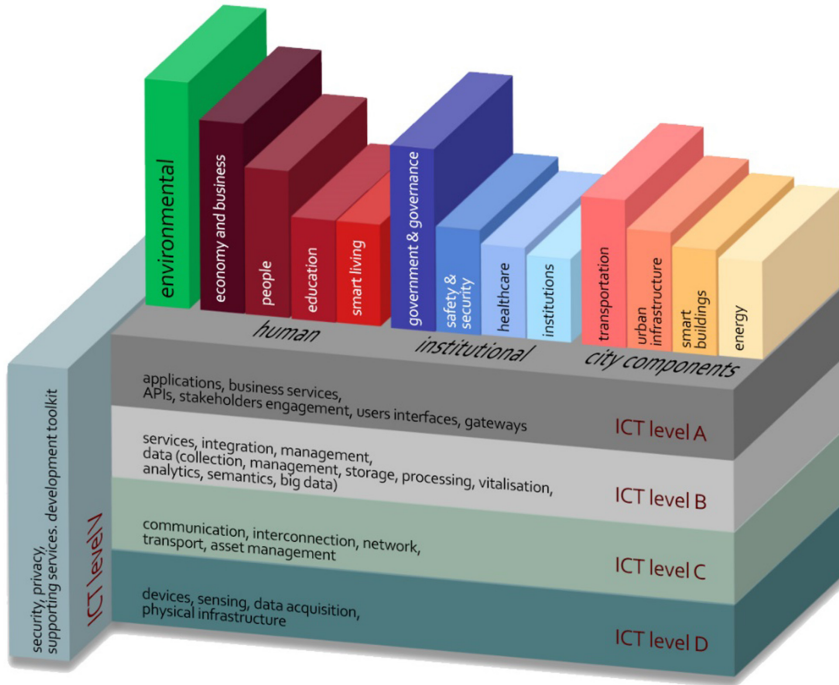 environmental
economy and business
people
education
smart living
government & governance
safety &
security
healthcare
institutions
transportation
urban
infrastructure
smart
buildings
energy
human
institutional
city components
applications, business services,
APIs, stakeholders engagement, users interfaces, gateways
ICT level A
services, integration, management,
data (collection, management, storage, processing, vitalisation,
analytics, semantics, big data)
ICT level B
communication, interconnection, network,
transport, asset management
ICT level C
devices, sensing, data acquisition,
physical infrastructure
ICT level D
security, privacy,
supporting services. development toolkit
ICT level V